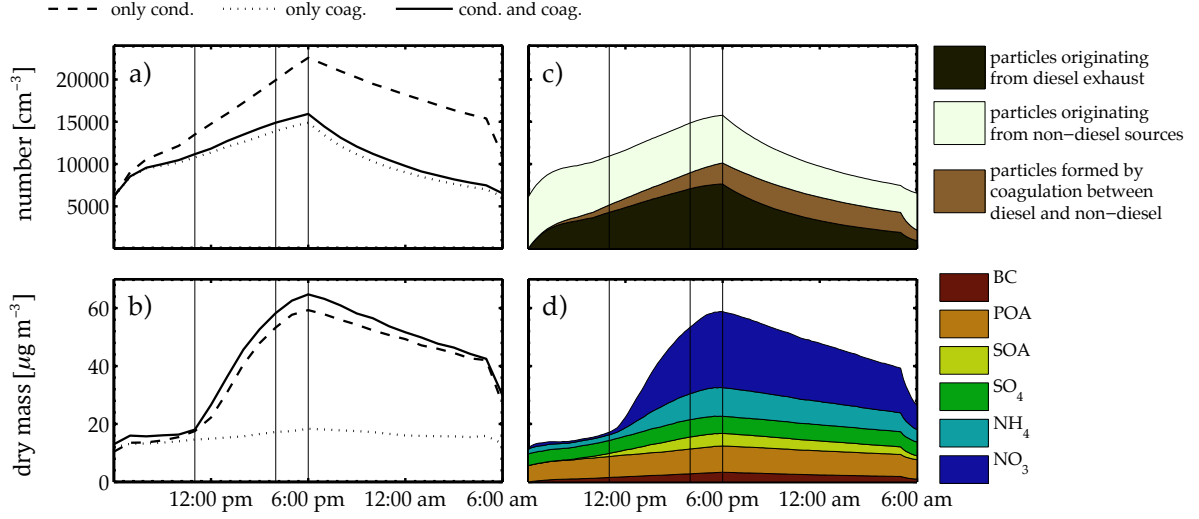 only cond. only coag. cond. and coag.
a)
number [cm⁻³]
20000
15000
10000
5000
c)
particles originating
from diesel exhaust
particles originating
from non−diesel sources
particles formed by
coagulation between
diesel and non−diesel
b)
dry mass [μg m⁻³]
60
40
20
0
12:00 pm 6:00 pm 12:00 am 6:00 am
d)
12:00 pm 6:00 pm 12:00 am 6:00 am
BC
POA
SOA
SO₄
NH₄
NO₃